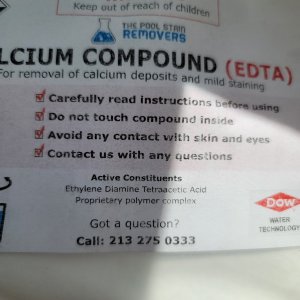 Keep out of reach of children
THE POOL STAIN
REMOVERS
LCIUM COMPOUND (EDTA)
For removal of calcium deposits and mild staining
Carefully read instructions before using
Do not touch compound inside
Avoid any contact with skin and eyes
Contact us with any questions
Active Constituents
Ethylene Diamine Tetraacetic Acid
Proprietary polymer complex
DOW
WATER
TECHNOLOGY
Got a question?
Call: 213 275 0333